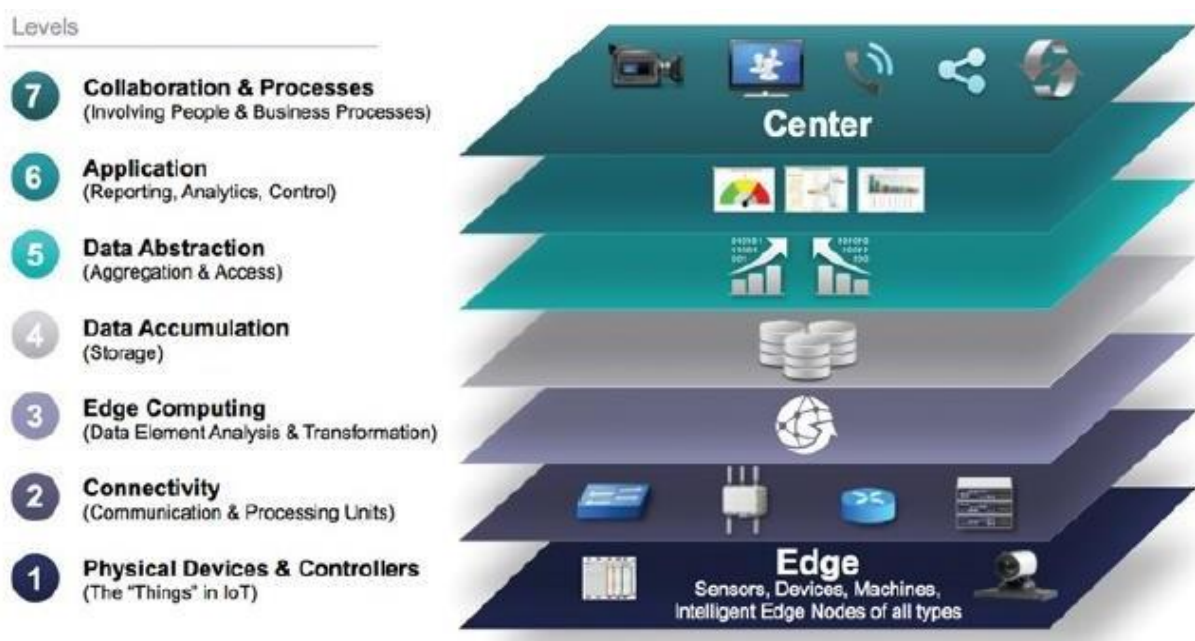 Levels
7
Collaboration & Processes
(Involving People & Business Processes)
6
Application
(Reporting, Analytics, Control)
5
Data Abstraction
(Aggregation & Access)
4
Data Accumulation
(Storage)
3
Edge Computing
(Data Element Analysis & Transformation)
2
Connectivity
(Communication & Processing Units)
1
Physical Devices & Controllers
(The "Things" in IoT)
Center
Edge
Sensors, Devices, Machines,
Intelligent Edge Nodes of all types